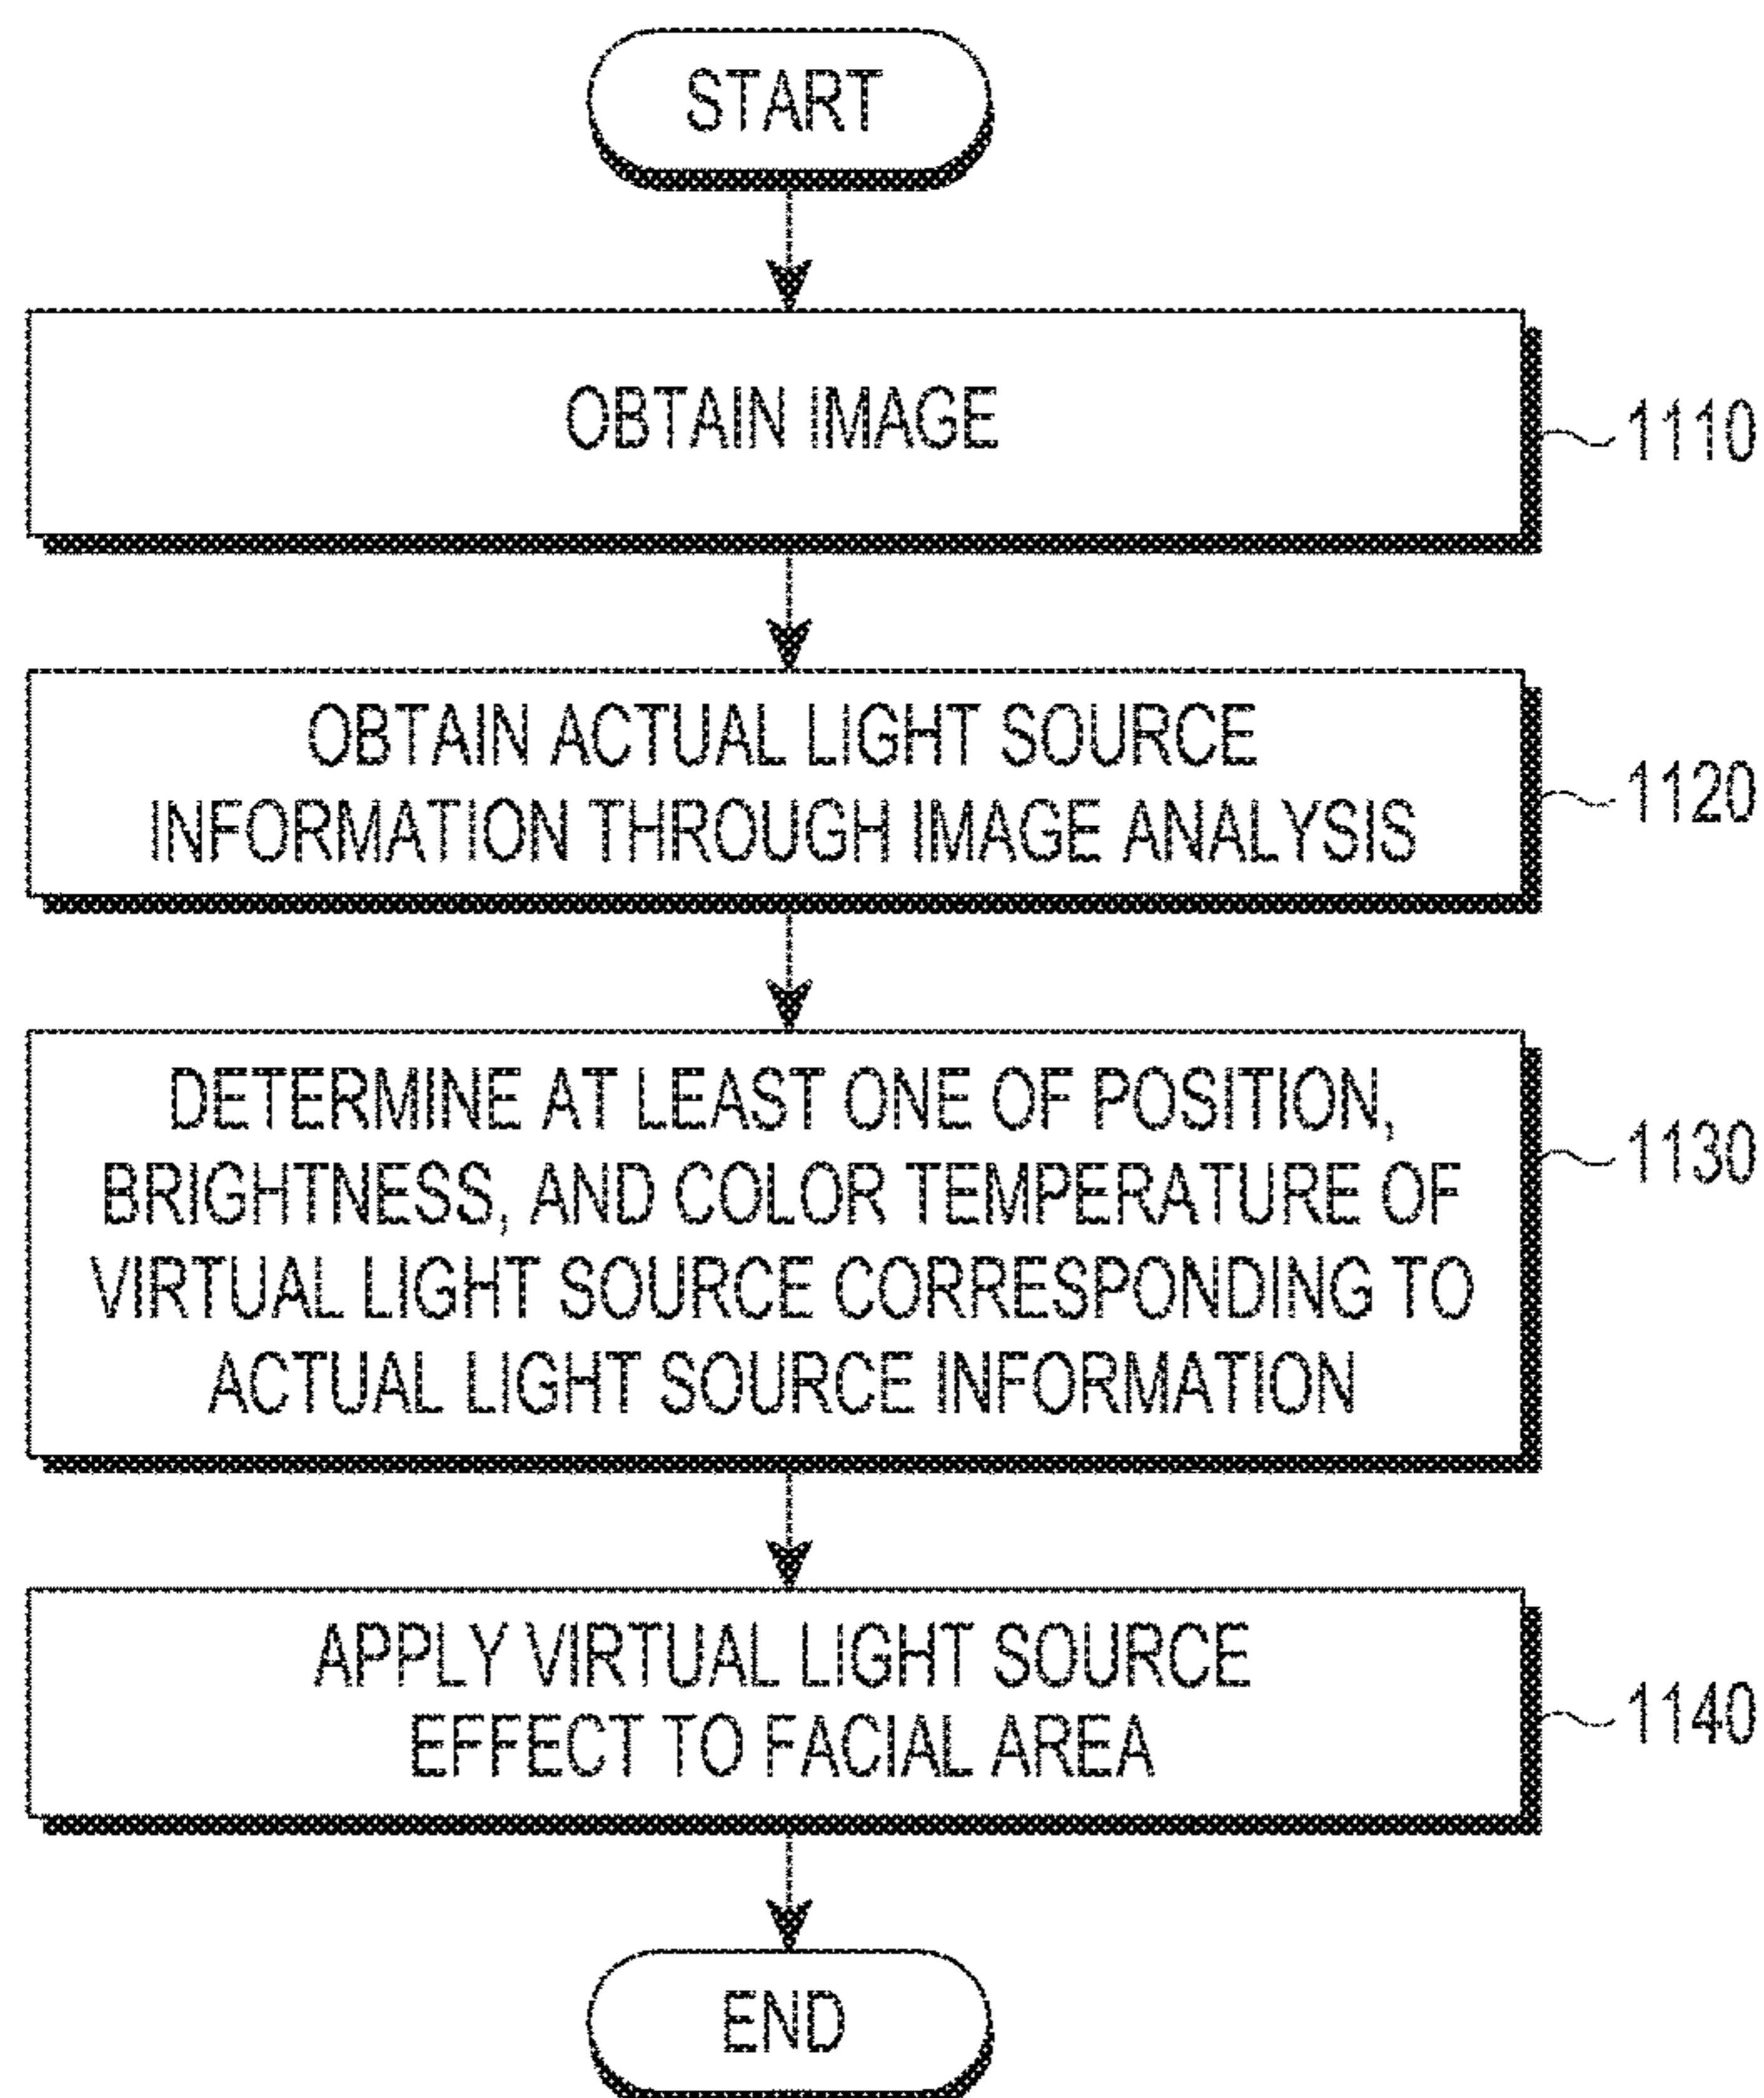 START
OBTAIN IMAGE
1110
OBTAIN ACTUAL LIGHT SOURCE
INFORMATION THROUGH IMAGE ANALYSIS
1120
DETERMINE AT LEAST ONE OF POSITION,
BRIGHTNESS, AND COLOR TEMPERATURE OF
VIRTUAL LIGHT SOURCE CORRESPONDING TO
ACTUAL LIGHT SOURCE INFORMATION
1130
APPLY VIRTUAL LIGHT SOURCE
EFFECT TO FACIAL AREA
1140
END